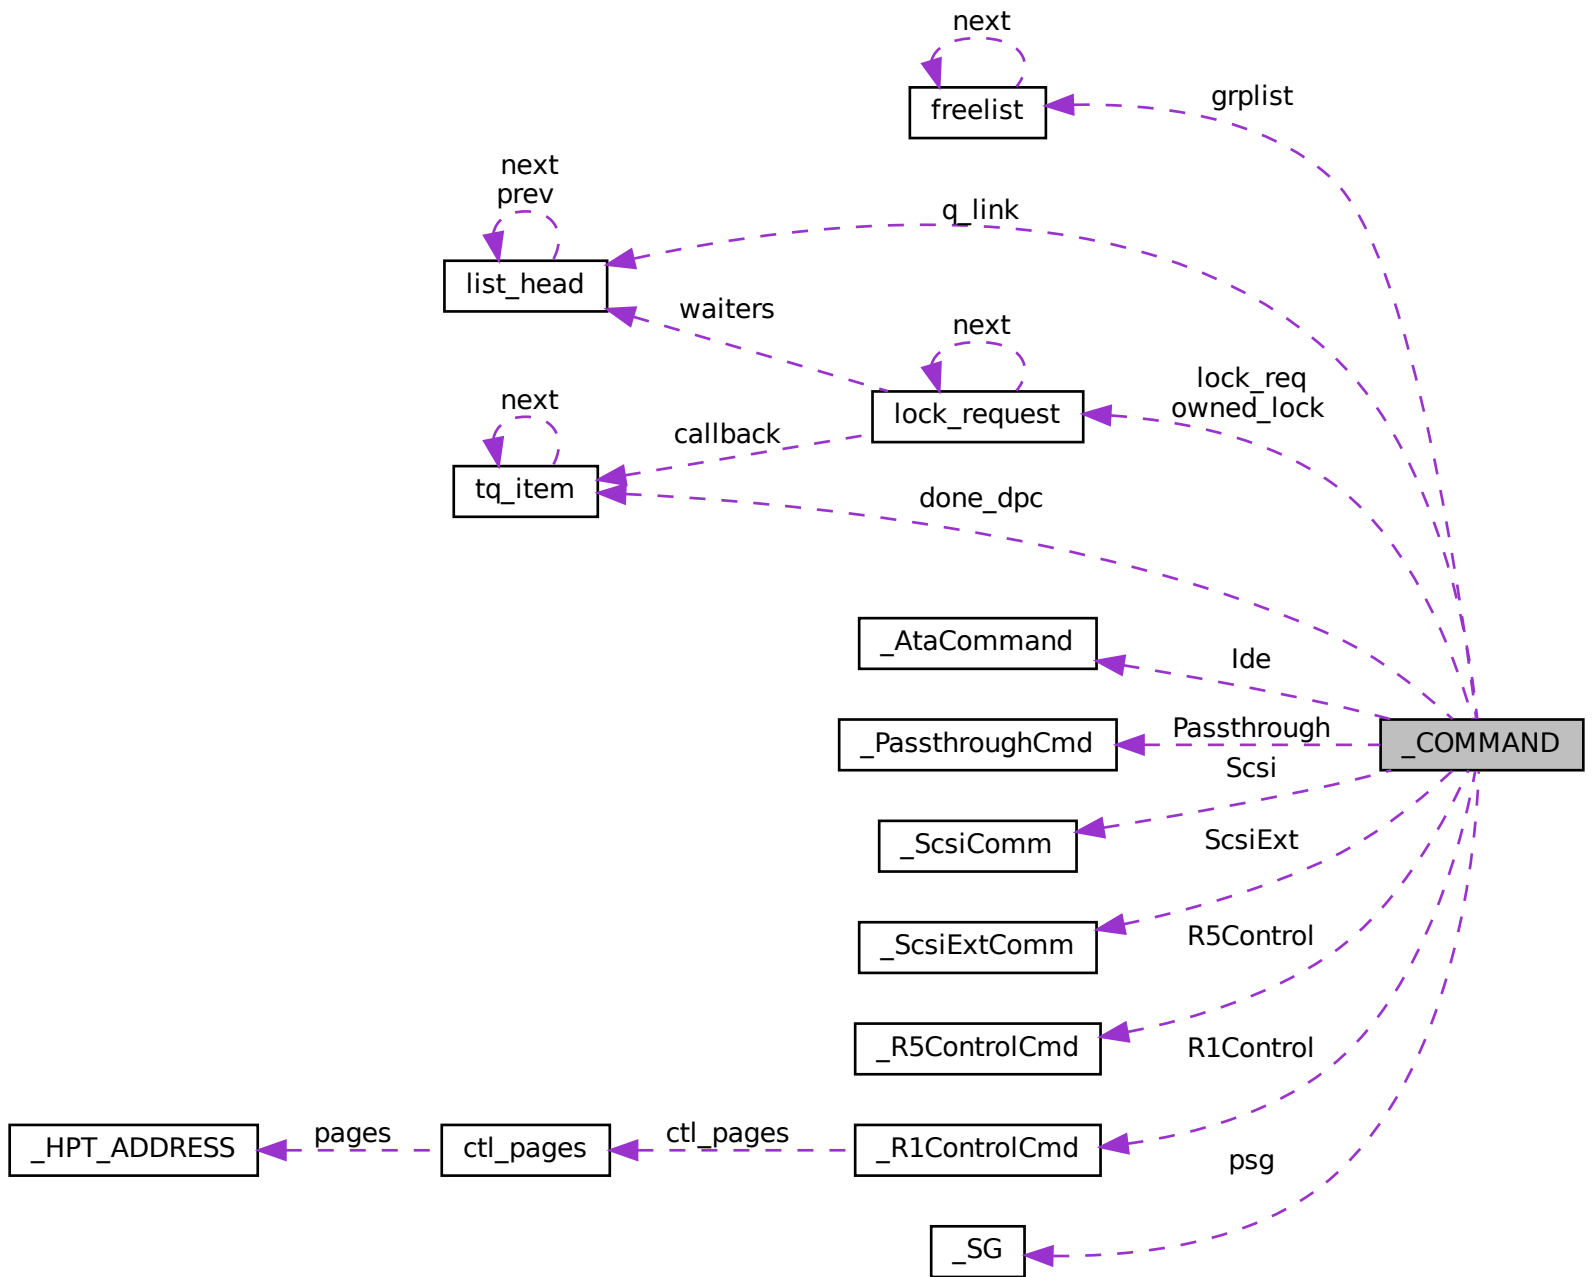 next
freelist
grplist
next
prev
q_link
list_head
waiters
next
lock_req
owned_lock
lock_request
next
callback
tq_item
done_dpc
_AtaCommand
Ide
_PassthroughCmd
Passthrough
_COMMAND
Scsi
_ScsiComm
ScsiExt
_ScsiExtComm
R5Control
_R5ControlCmd
R1Control
_HPT_ADDRESS
pages
ctl_pages
ctl_pages
_R1ControlCmd
psg
_SG